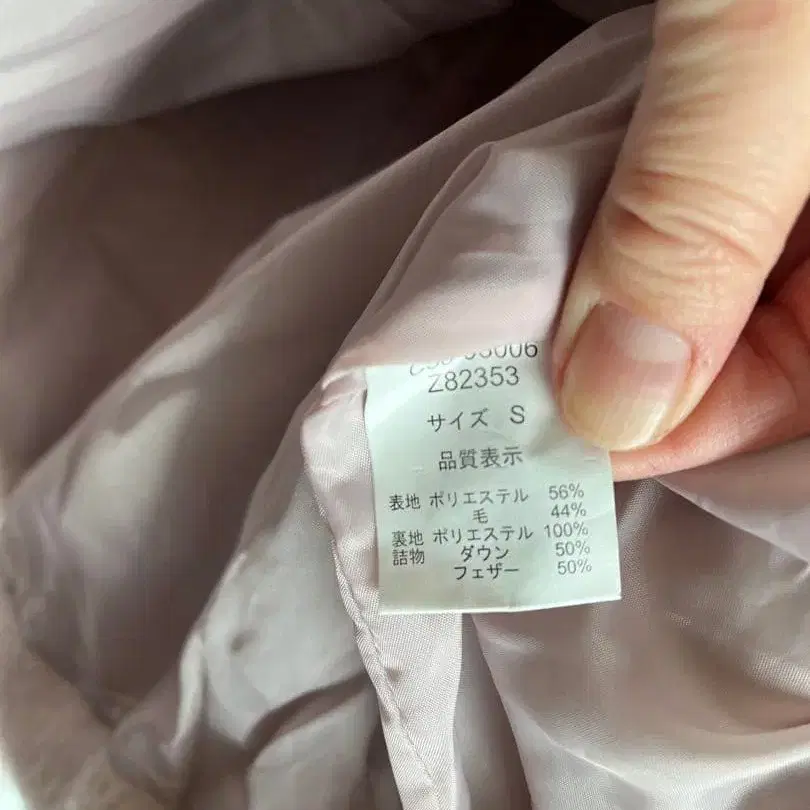 Z82353
サイズ S
品質表示
表地 ポリエステル 56%
毛 44%
裏地 ポリエステル 100%
詰物 ダウン 50%
フェザー 50%